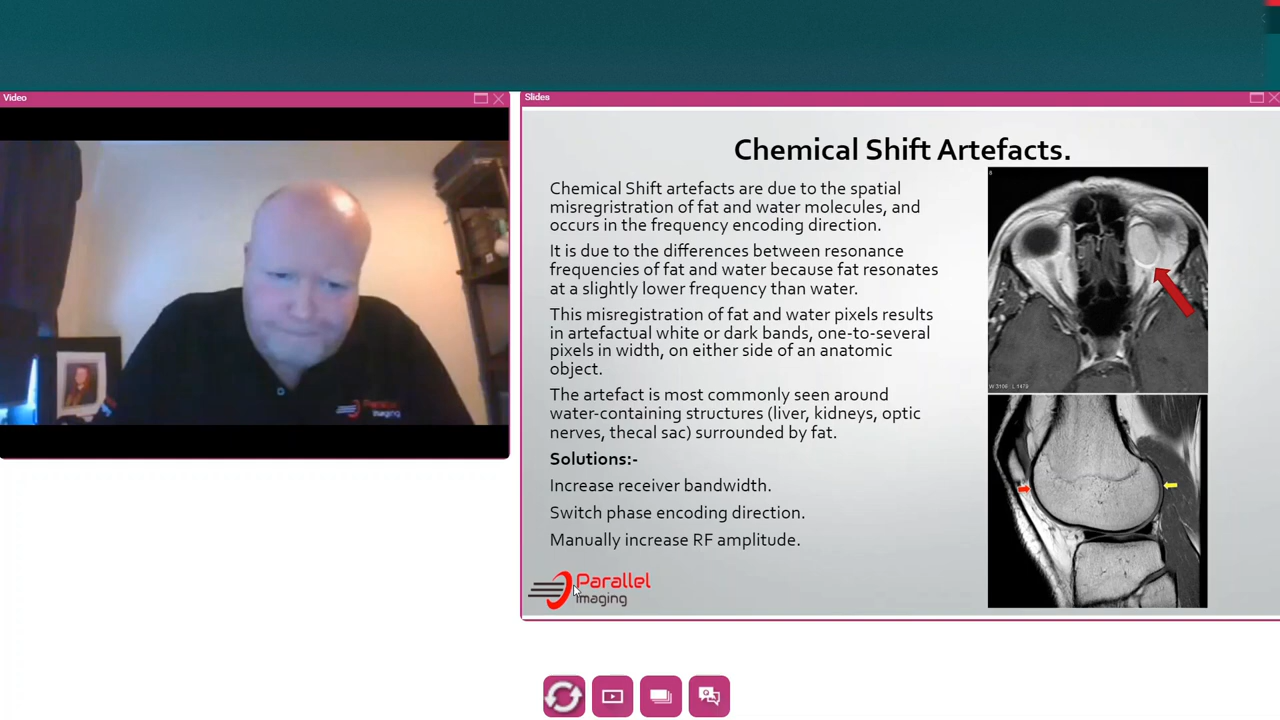 Video
Slides
Chemical Shift Artefacts.
Chemical Shift artefacts are due to the spatial
misregristration of fat and water molecules, and
occurs in the frequency encoding direction.
It is due to the differences between resonance
frequencies of fat and water because fat resonates
at a slightly lower frequency than water.
This misregistration of fat and water pixels results
in artefactual white or dark bands, one-to-several
pixels in width, on either side of an anatomic
object.
The artefact is most commonly seen around
water-containing structures (liver, kidneys, optic
nerves, thecal sac) surrounded by fat.
Solutions:-
Increase receiver bandwidth.
Switch phase encoding direction.
Manually increase RF amplitude.
Parallel
Imaging
Parallel
Imaging